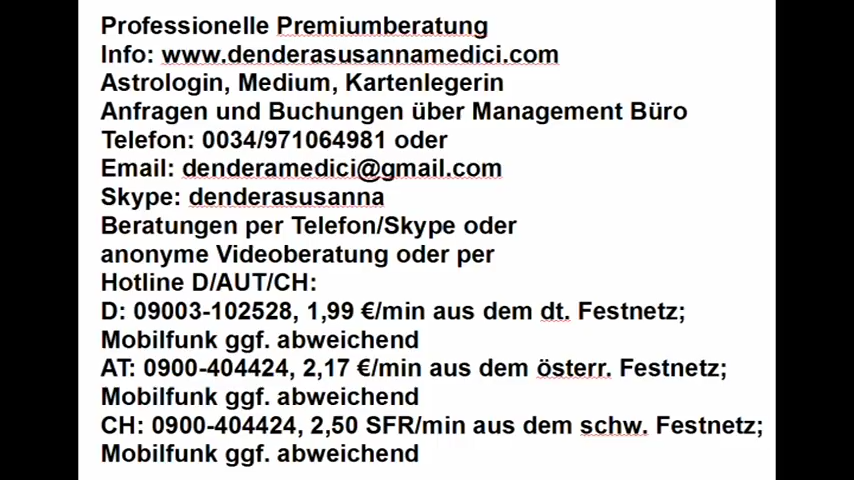 Professionelle Premiumberatung
Info: www.denderasusannamedici.com
Astrologin, Medium, Kartenlegerin
Anfragen und Buchungen über Management Büro
Telefon: 0034/971064981 oder
Email: denderamedici@gmail.com
Skype: denderasusanna
Beratungen per Telefon/Skype oder
anonyme Videoberatung oder per
Hotline D/AUT/CH:
D: 09003-102528, 1,99 €/min aus dem dt. Festnetz;
Mobilfunk ggf. abweichend
AT: 0900-404424, 2,17 €/min aus dem österr. Festnetz;
Mobilfunk ggf. abweichend
CH: 0900-404424, 2,50 SFR/min aus dem schw. Festnetz;
Mobilfunk ggf. abweichend